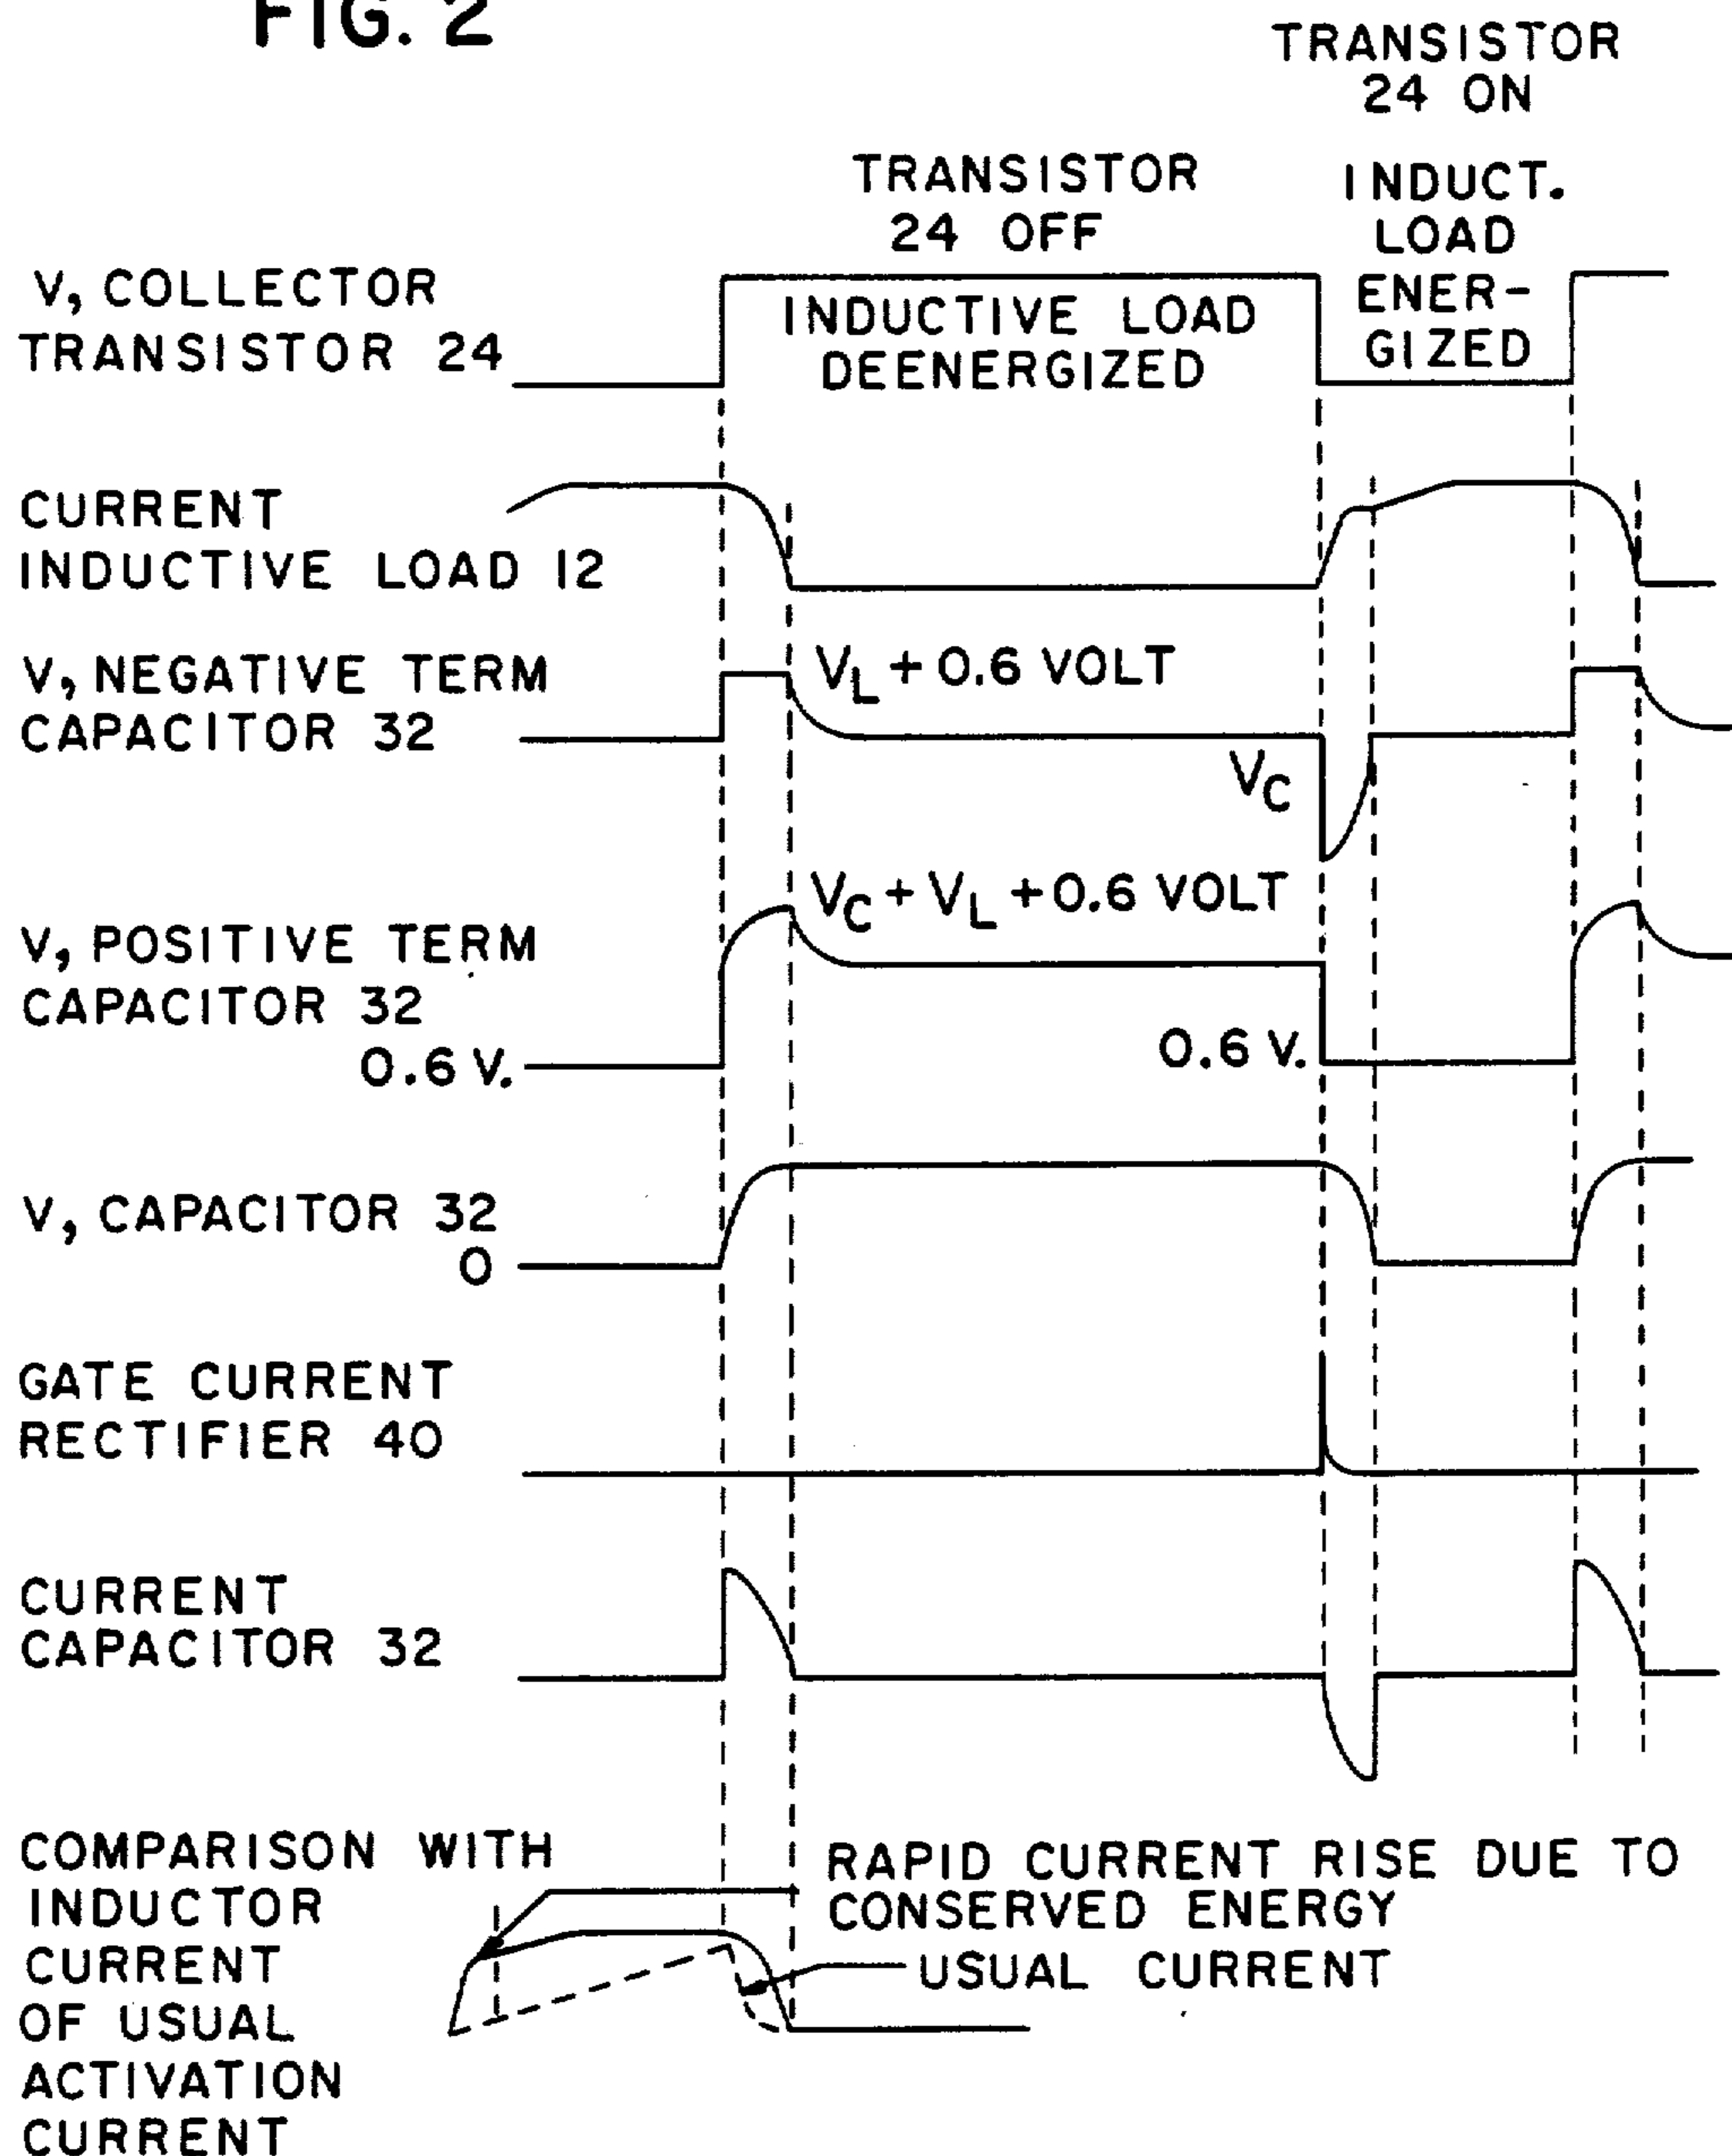 FIG. 2
TRANSISTOR
24 ON
TRANSISTOR
24 OFF
INDUCT.
LOAD
ENER-
GIZED
V, COLLECTOR
TRANSISTOR 24
INDUCTIVE LOAD
DEENERGIZED
CURRENT
INDUCTIVE LOAD 12
V, NEGATIVE TERM
CAPACITOR 32
VL + 0.6 VOLT
VC
V, POSITIVE TERM
CAPACITOR 32
VC + VL + 0.6 VOLT
0.6 V.
0.6 V.
V, CAPACITOR 32
0
GATE CURRENT
RECTIFIER 40
CURRENT
CAPACITOR 32
COMPARISON WITH
INDUCTOR
CURRENT
OF USUAL
ACTIVATION
CURRENT
RAPID CURRENT RISE DUE TO
CONSERVED ENERGY
USUAL CURRENT